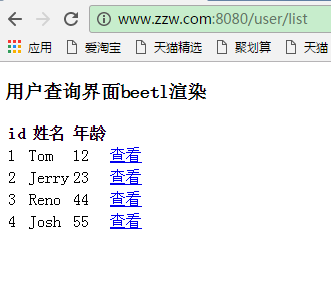 www.zzw.com:8080/user/list
应用 爱淘宝 天猫精选 聚划算 天猫
用户查询界面beetl渲染
id 姓名 年龄
1 Tom 12 查看
2 Jerry 23 查看
3 Reno 44 查看
4 Josh 55 查看